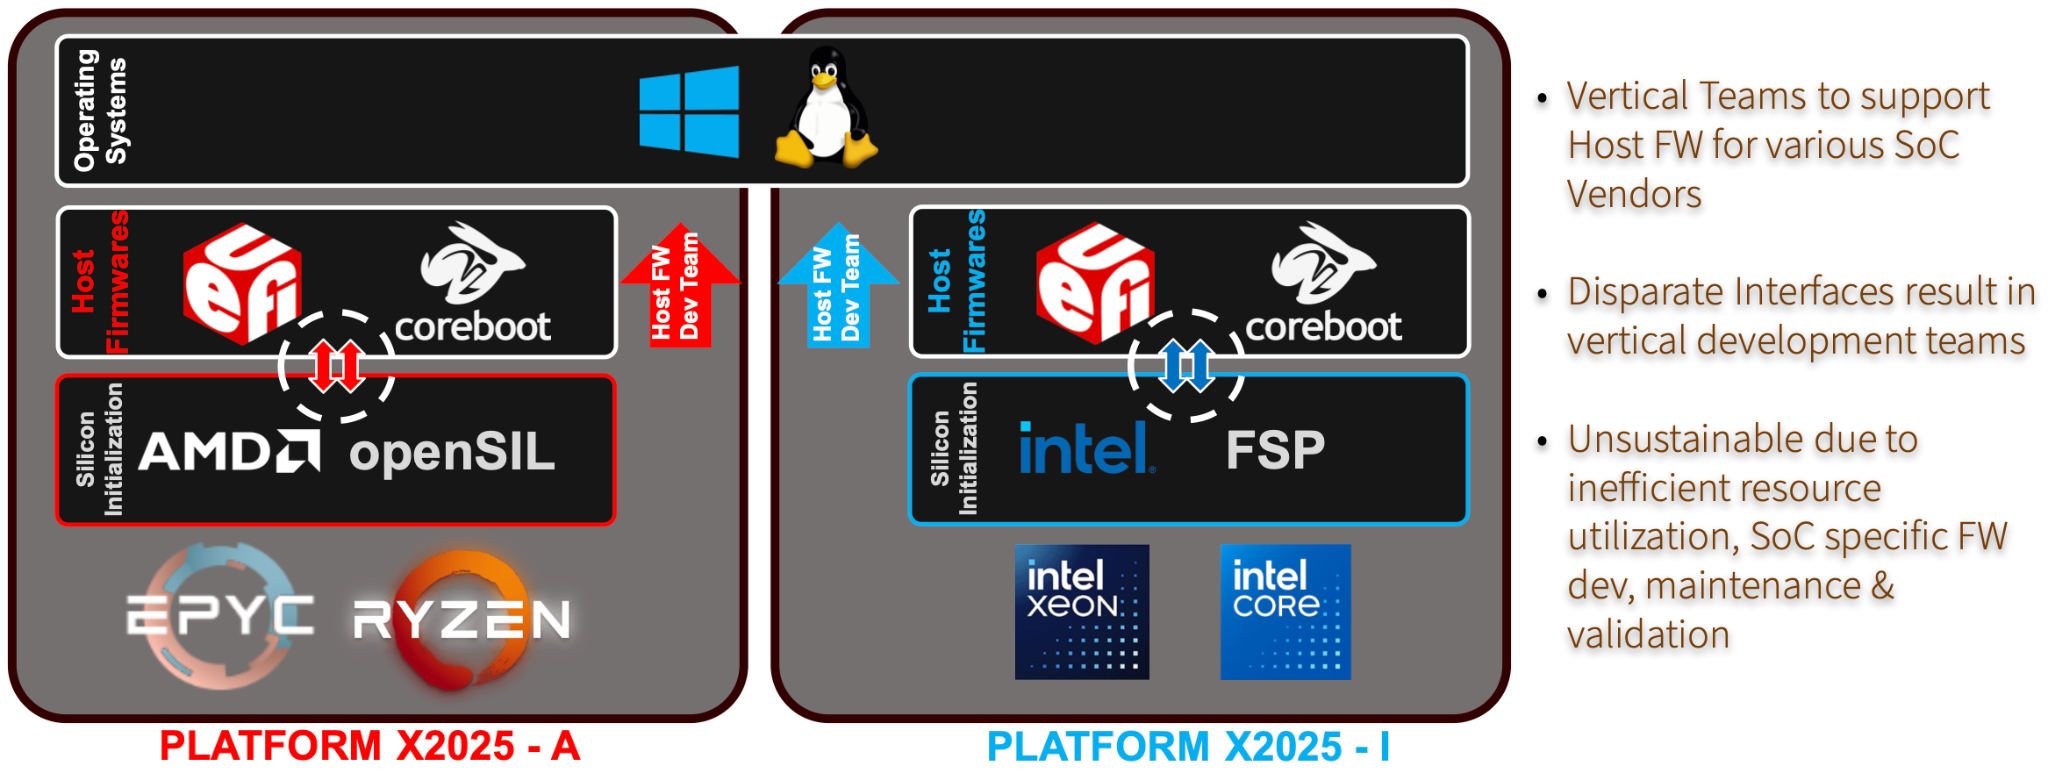 Operating
Systems
Host
Firmwares
UEFI
coreboot
Host FW
Dev Team
Silicon
Initialization
AMD
openSIL
EPYC
RYZEN
PLATFORM X2025 - A
Host FW
Dev Team
Host
Firmwares
UEFI
coreboot
Silicon
Initialization
intel
FSP
intel
XEON
intel
CORE
PLATFORM X2025 - I
• Vertical Teams to support
Host FW for various SoC
Vendors
• Disparate Interfaces result in
vertical development teams
• Unsustainable due to
inefficient resource
utilization, SoC specific FW
dev, maintenance &
validation